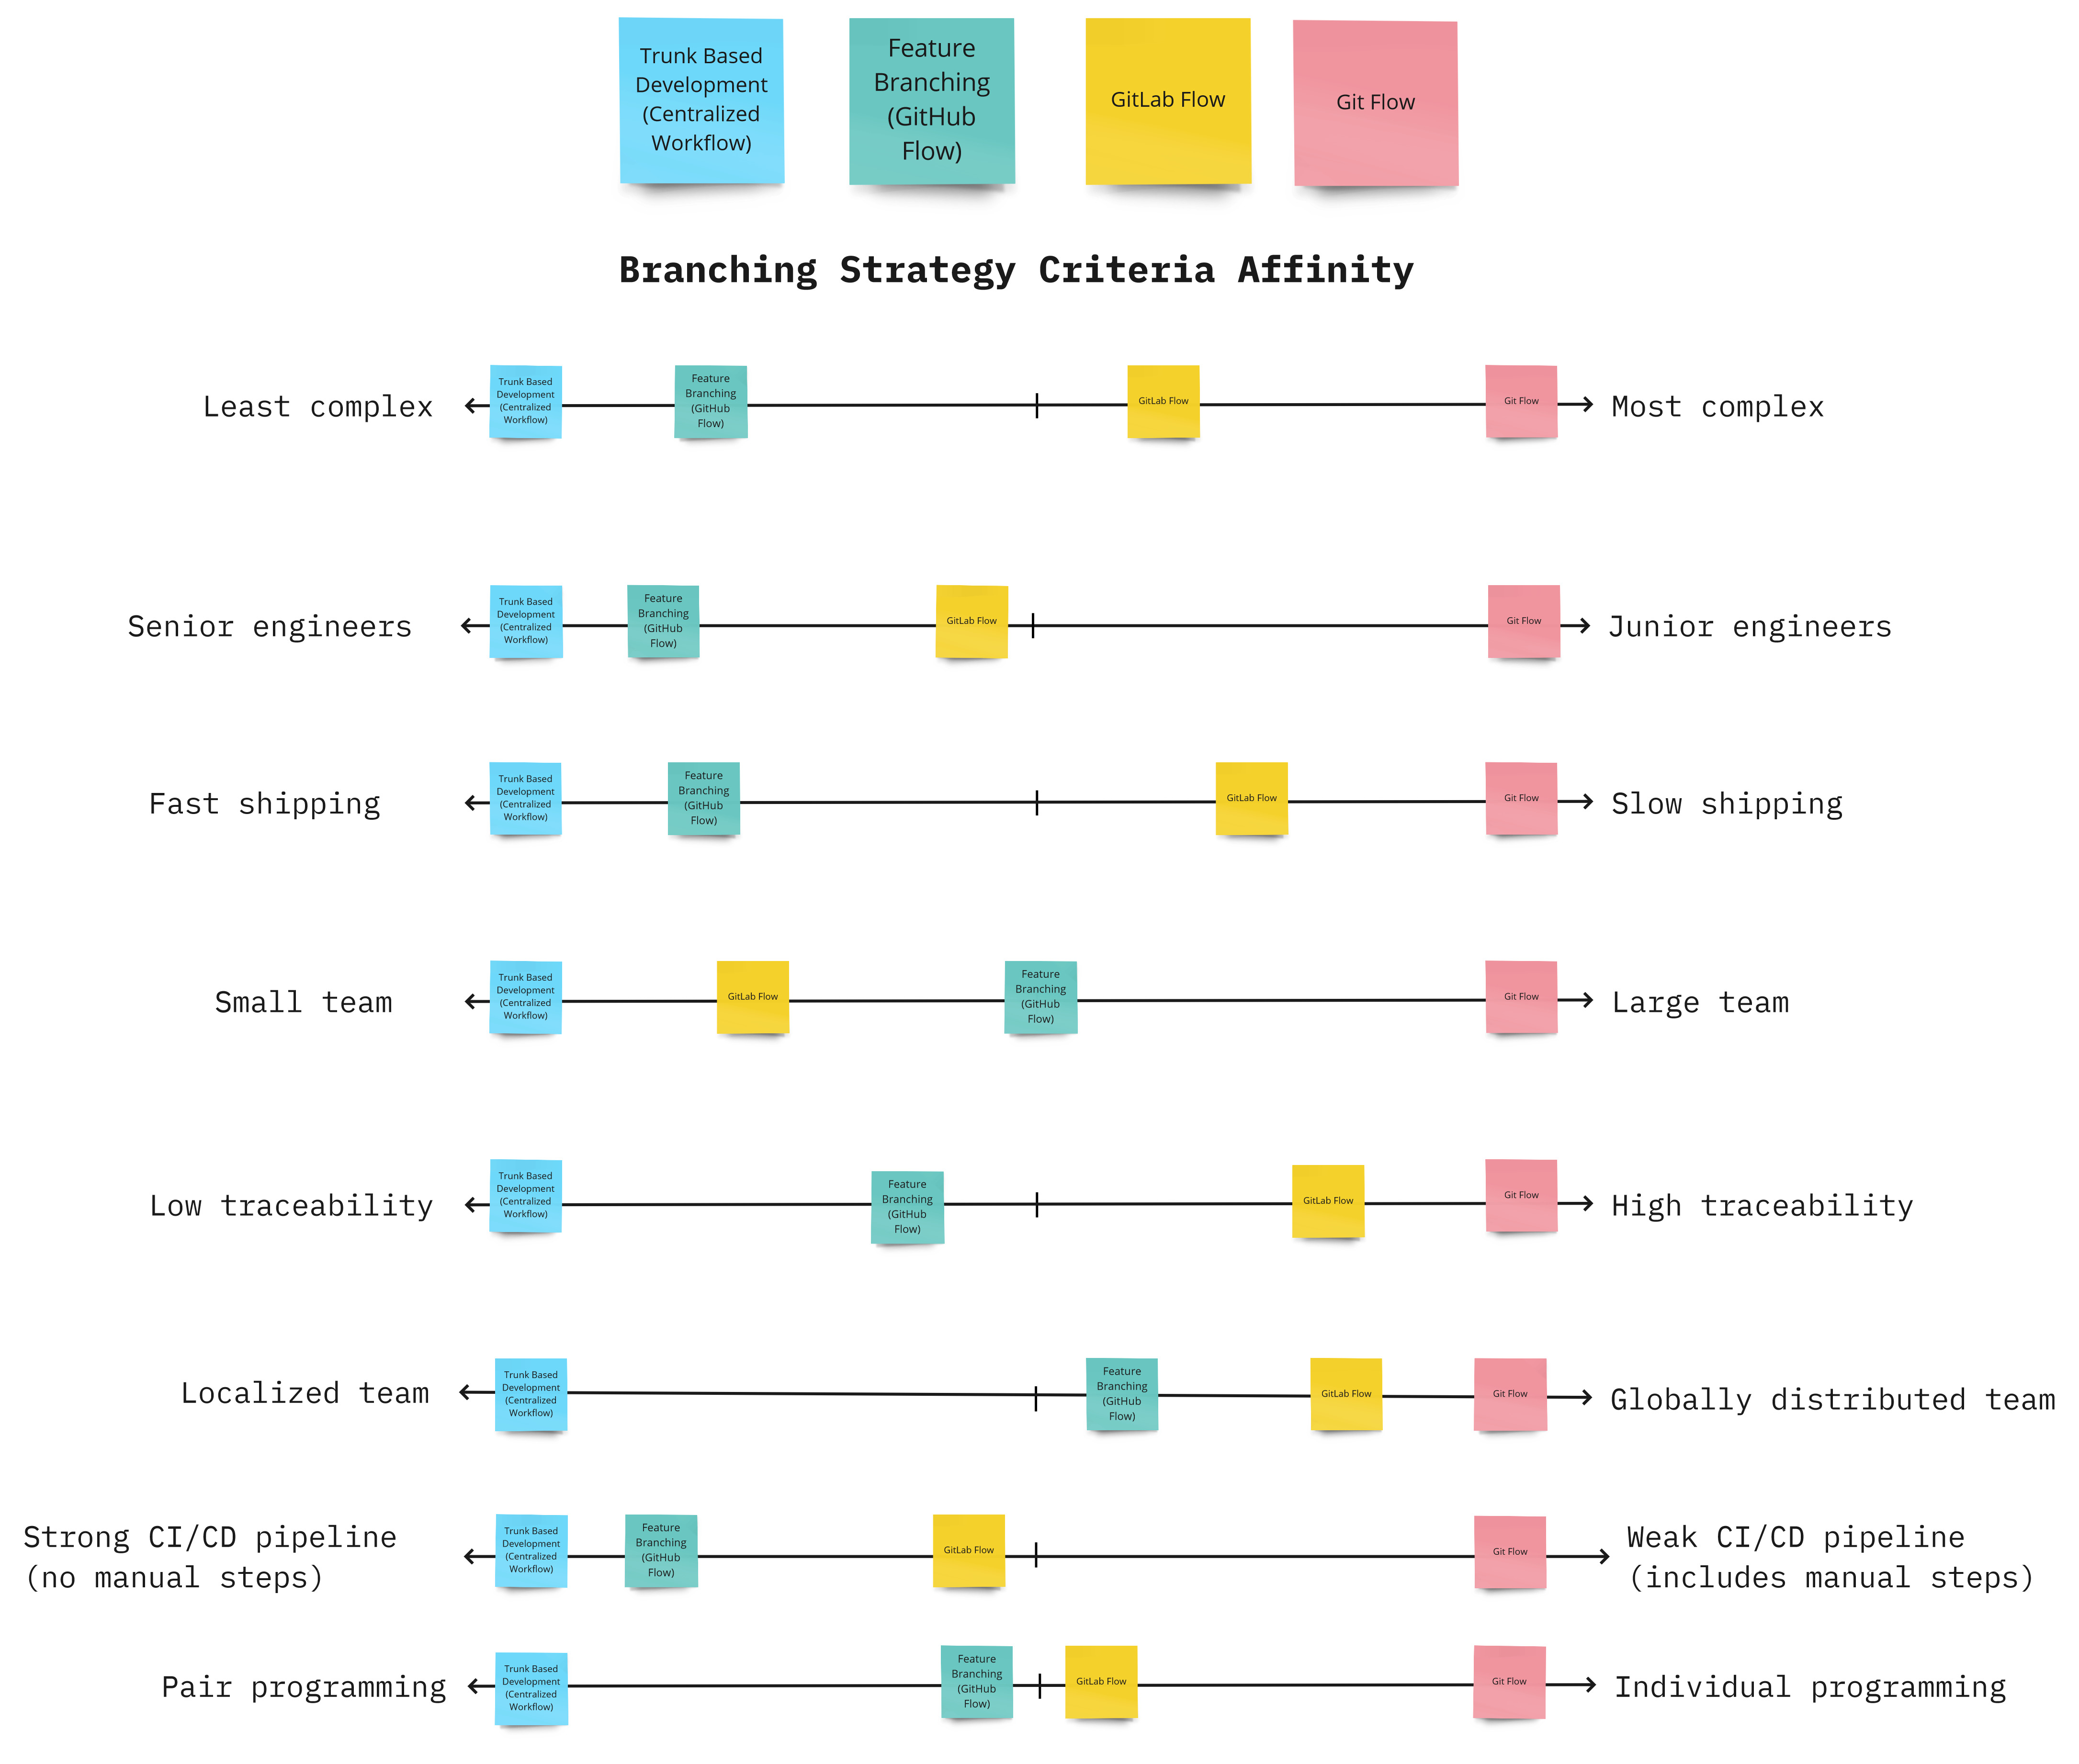 Trunk Based
Development
(Centralized
Workflow)
Feature
Branching
(GitHub
Flow)
GitLab Flow
Git Flow
Branching Strategy Criteria Affinity
Least complex
Trunk Based
Development
(Centralized
Workflow)
Feature
Branching
(GitHub
Flow)
GitLab Flow
Git Flow
Most complex
Senior engineers
Trunk Based
Development
(Centralized
Workflow)
Feature
Branching
(GitHub
Flow)
GitLab Flow
Git Flow
Junior engineers
Fast shipping
Trunk Based
Development
(Centralized
Workflow)
Feature
Branching
(GitHub
Flow)
GitLab Flow
Git Flow
Slow shipping
Small team
Trunk Based
Development
(Centralized
Workflow)
GitLab Flow
Feature
Branching
(GitHub
Flow)
Git Flow
Large team
Low traceability
Trunk Based
Development
(Centralized
Workflow)
Feature
Branching
(GitHub
Flow)
GitLab Flow
Git Flow
High traceability
Localized team
Trunk Based
Development
(Centralized
Workflow)
Feature
Branching
(GitHub
Flow)
GitLab Flow
Git Flow
Globally distributed team
Strong CI/CD pipeline
(no manual steps)
Trunk Based
Development
(Centralized
Workflow)
Feature
Branching
(GitHub
Flow)
GitLab Flow
Git Flow
Weak CI/CD pipeline
(includes manual steps)
Pair programming
Trunk Based
Development
(Centralized
Workflow)
Feature
Branching
(GitHub
Flow)
GitLab Flow
Git Flow
Individual programming